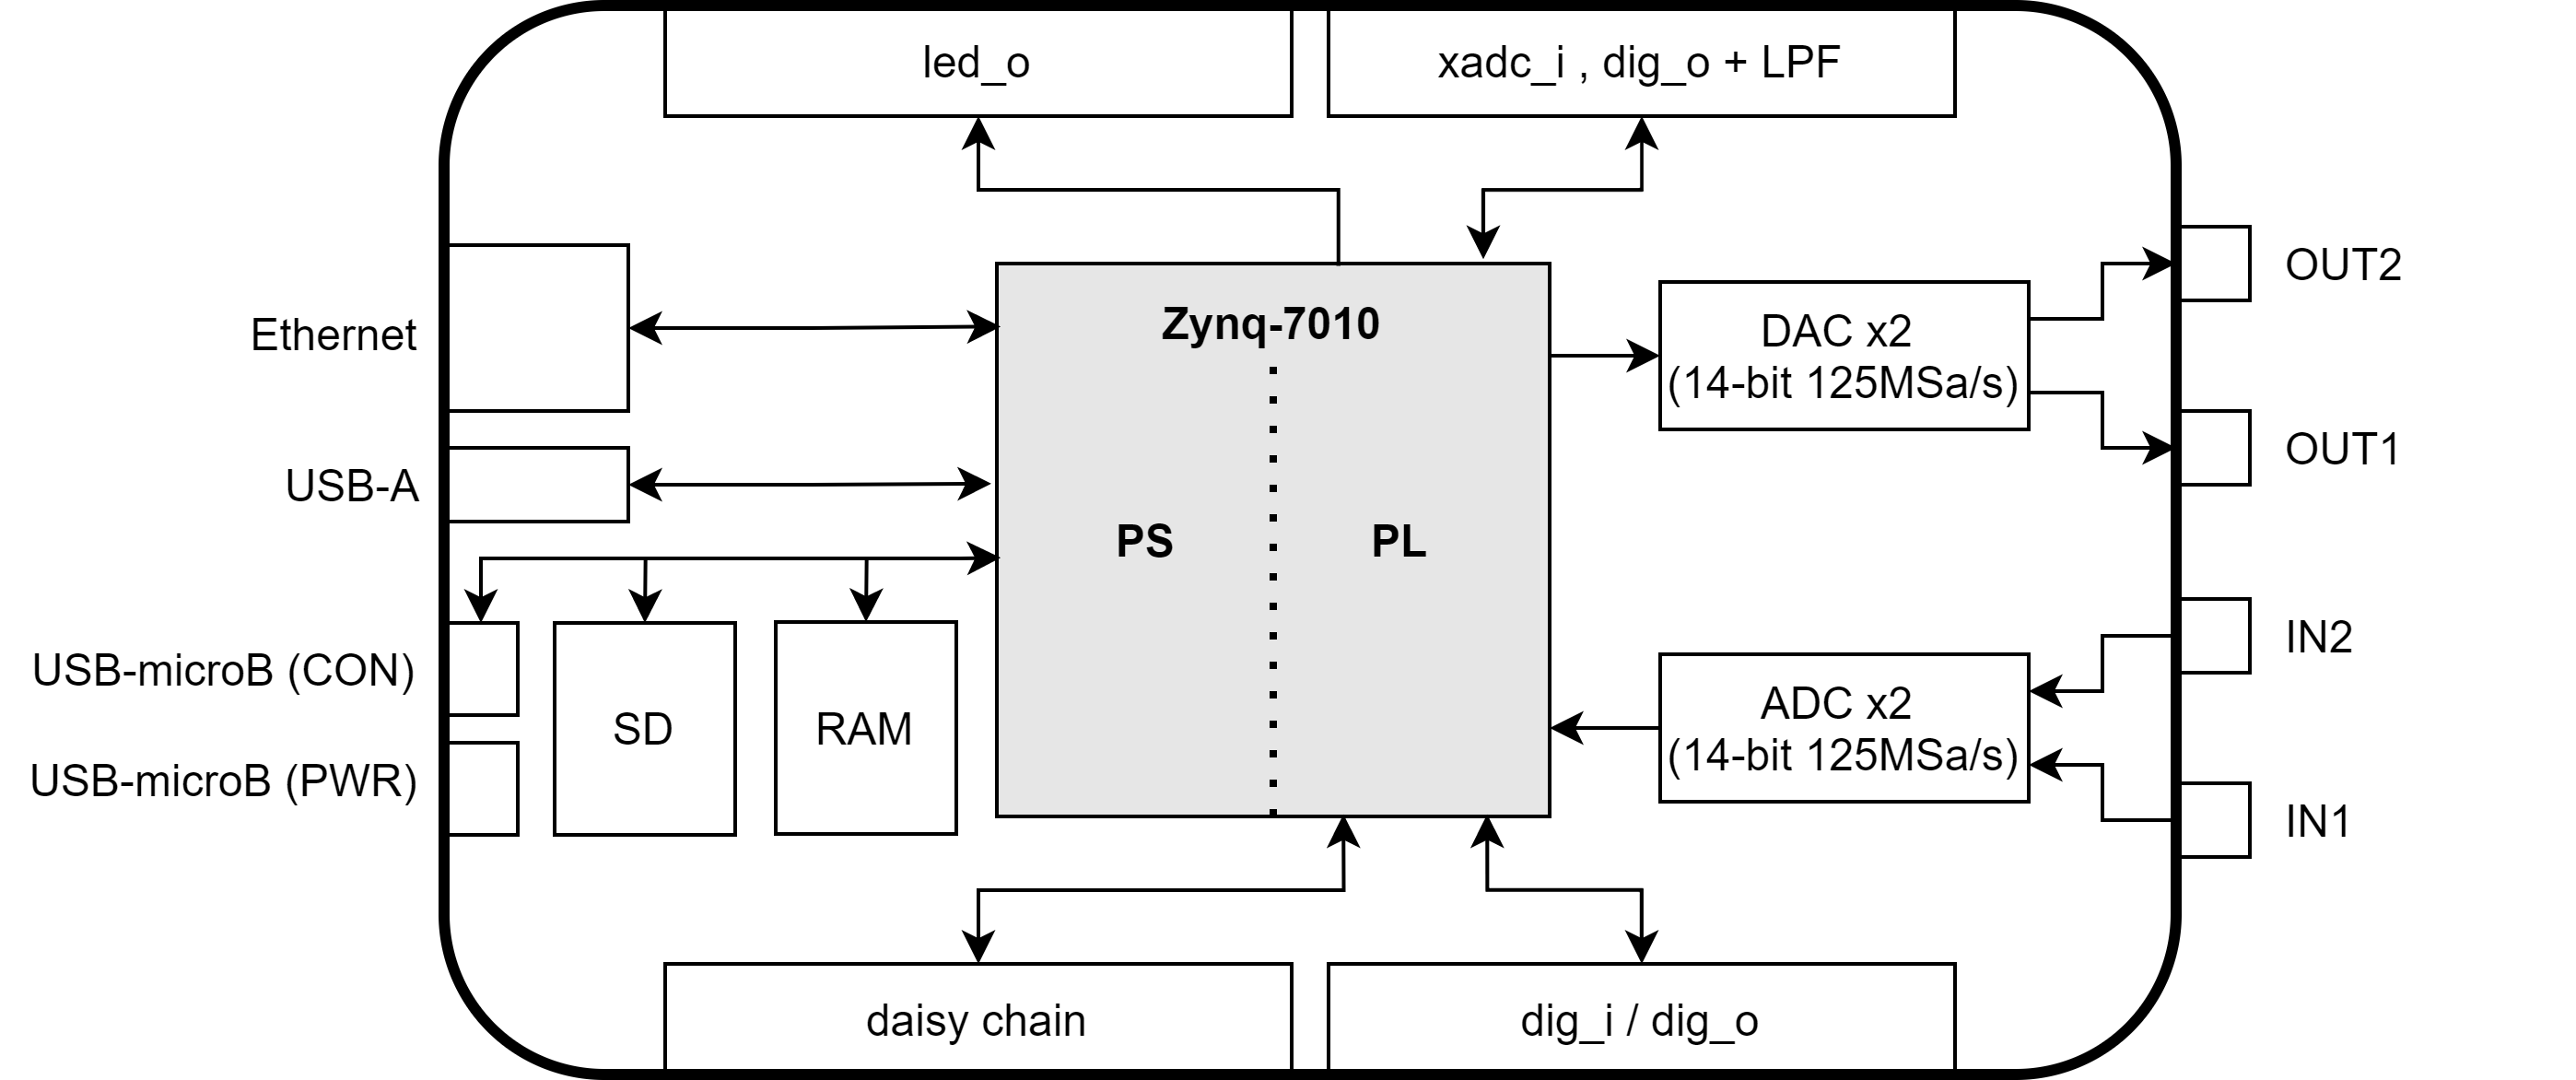 led_o
xadc_i , dig_o + LPF
Ethernet
USB-A
USB-microB (CON)
USB-microB (PWR)
SD
RAM
Zynq-7010
PS
PL
DAC x2
(14-bit 125MSa/s)
ADC x2
(14-bit 125MSa/s)
OUT2
OUT1
IN2
IN1
daisy chain
dig_i / dig_o